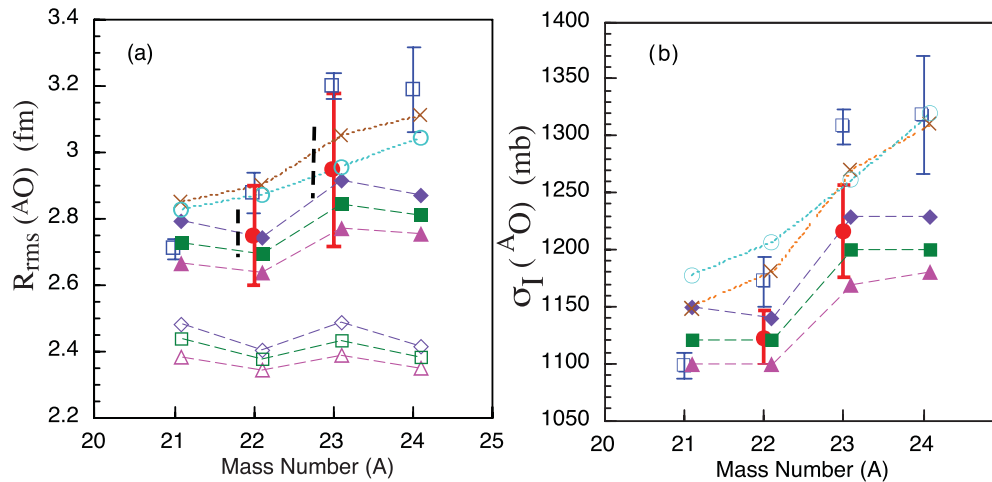 (a)
3.4
3.2
3
2.8
2.6
2.4
2.2
R_rms (^AO) (fm)
20 21 22 23 24 25
Mass Number (A)
(b)
1400
1350
1300
1250
1200
1150
1100
1050
σ_I (^AO) (mb)
20 21 22 23 24
Mass Number (A)